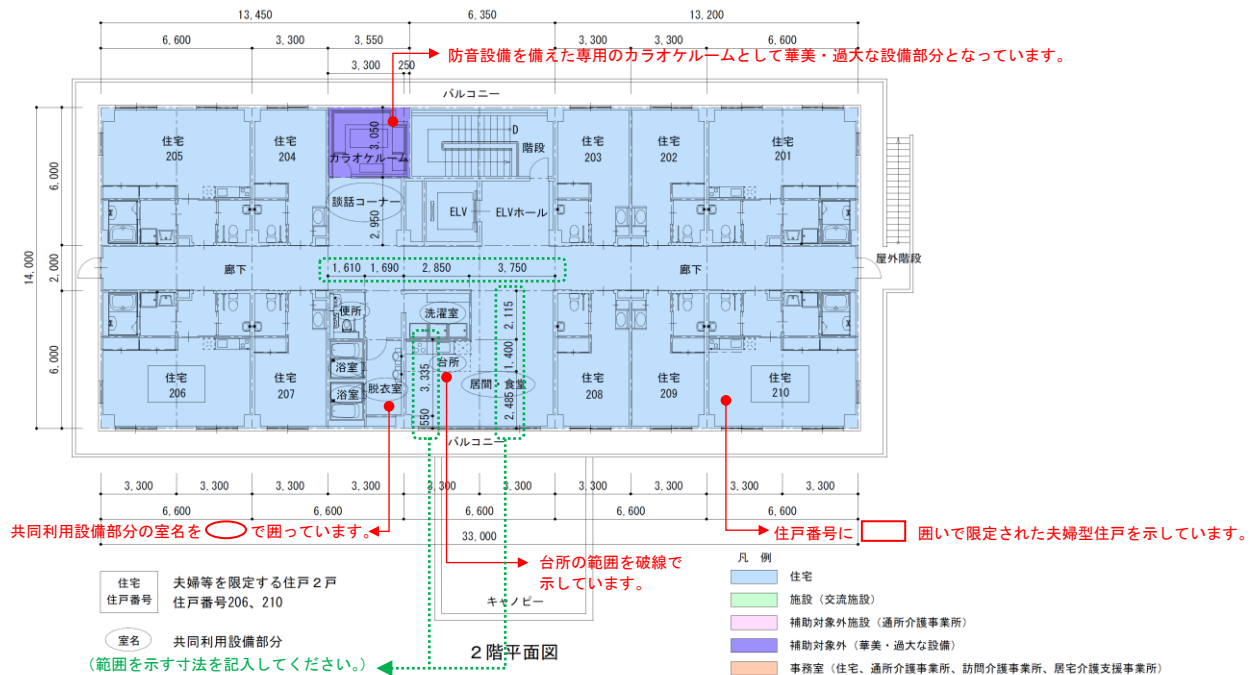 13,450
6,350
13,200
6,600
3,300
3,550
3,300
3,300
6,600
3,300
250
防音設備を備えた専用のカラオケルームとして華美・過大な設備部分となっています。
バルコニー
住宅
205
住宅
204
3,050
カラオケルーム
D
階段
住宅
203
住宅
202
住宅
201
6,000
談話コーナー
2,950
ELV
ELVホール
14,000
2,000
廊下
1,610
1,690
2,850
3,750
廊下
屋外階段
便所
洗濯室
2,115
1,400
6,000
浴室
台所
3,335
住宅
206
住宅
207
浴室
脱衣室
居間・食堂
2,485
550
住宅
208
住宅
209
住宅
210
バルコニー
3,300
3,300
3,300
3,300
3,300
3,300
3,300
3,300
3,300
3,300
6,600
6,600
6,600
6,600
6,600
33,000
共同利用設備部分の室名を
で囲っています。
住戸番号に
囲いで限定された夫婦型住戸を示しています。
台所の範囲を破線で
示しています。
キャノピー
住宅
住戸番号
夫婦等を限定する住戸2戸
住戸番号206、210
室名
共同利用設備部分
(範囲を示す寸法を記入してください。)
2階平面図
凡 例
住宅
施設(交流施設)
補助対象外施設(通所介護事業所)
補助対象外(華美・過大な設備)
事務室(住宅、通所介護事業所、訪問介護事業所、居宅介護支援事業所)